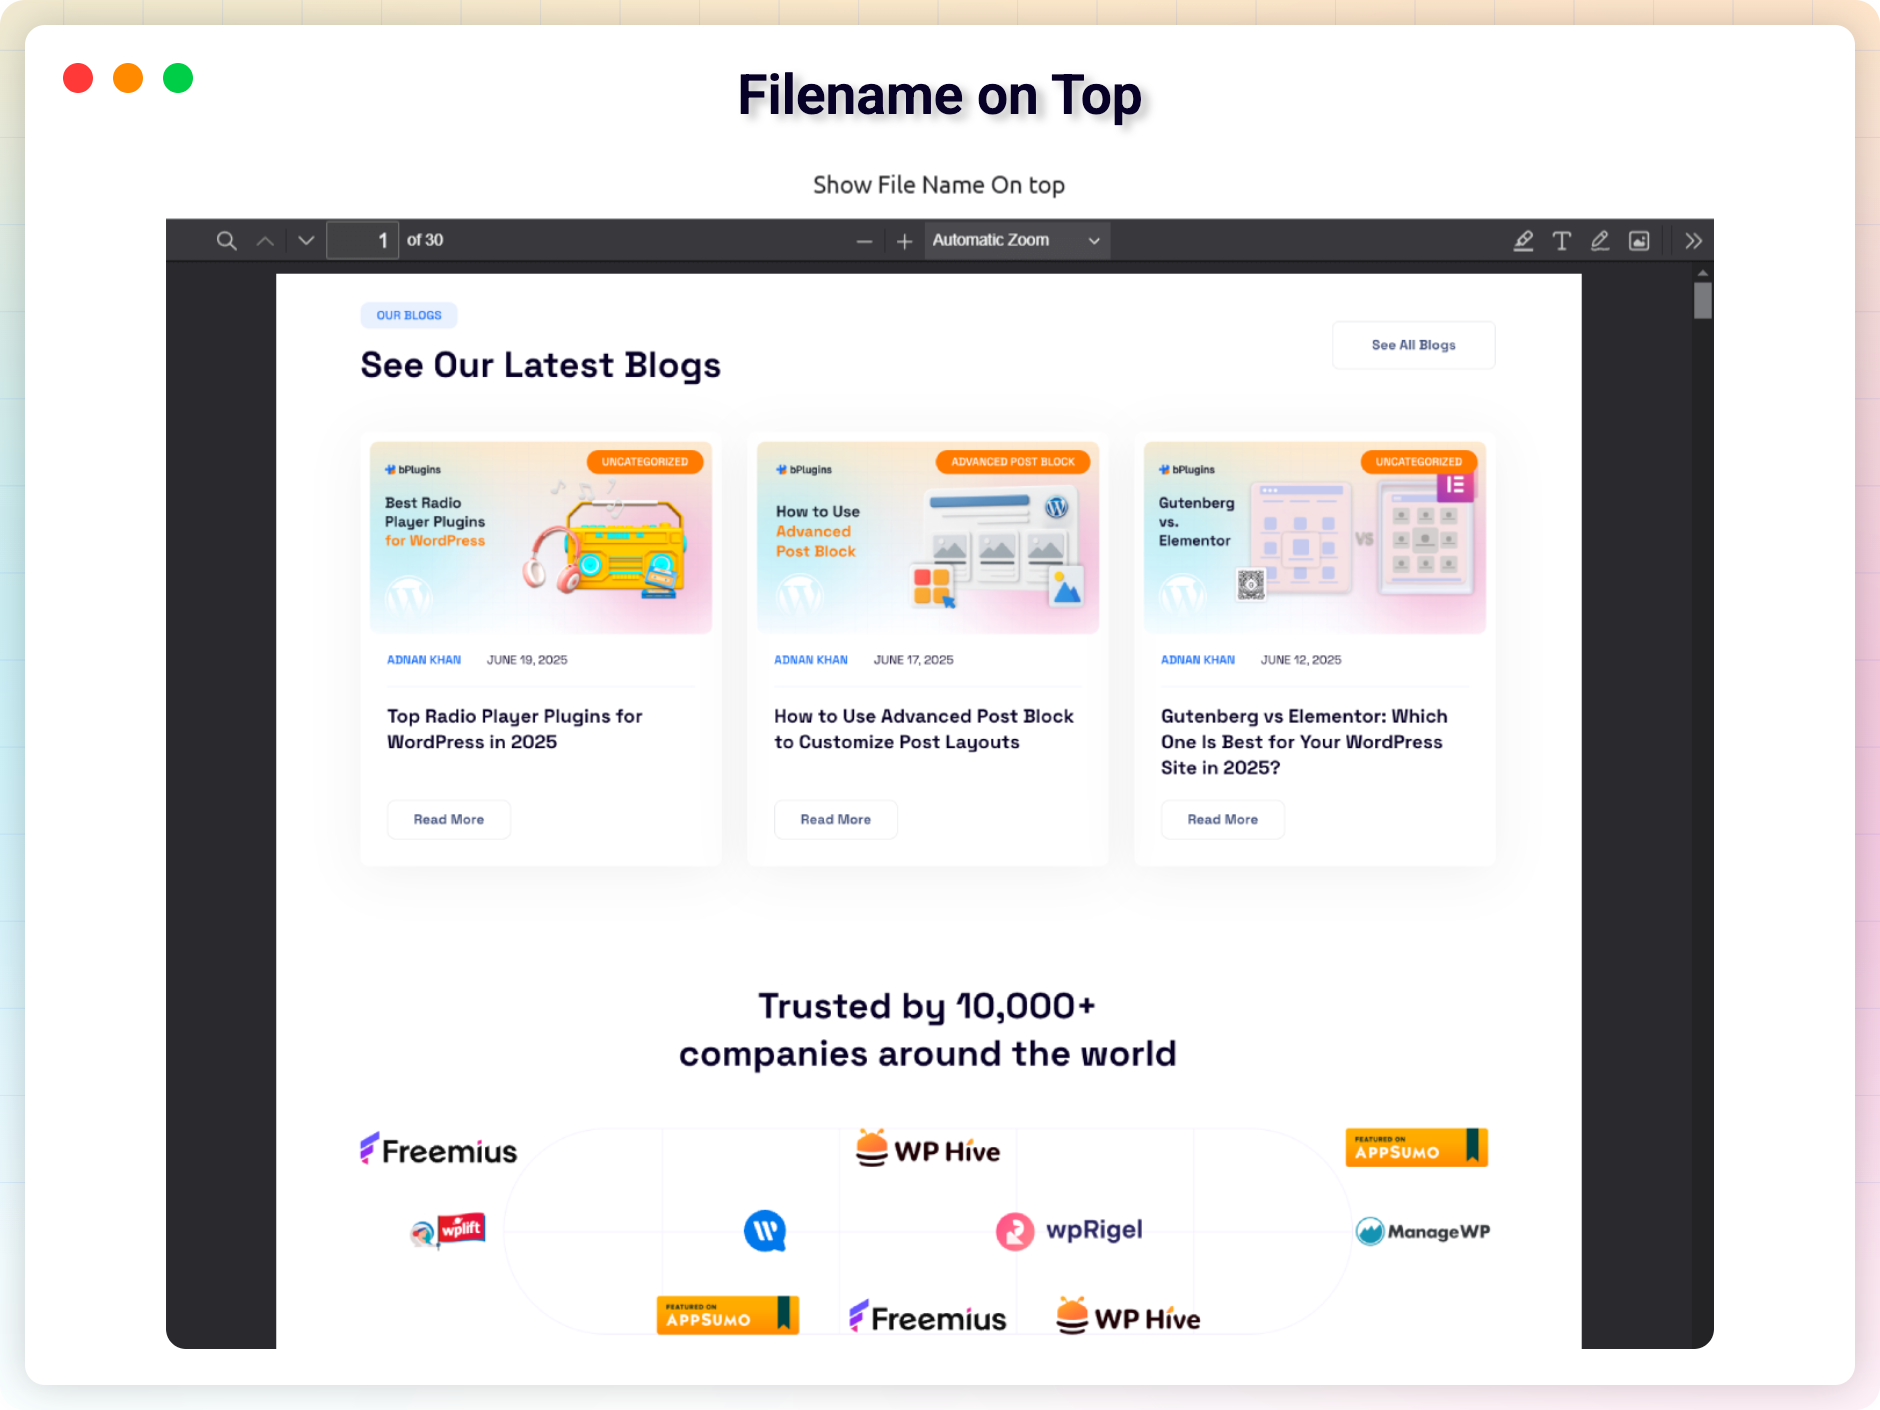 Filename on Top
Show File Name On top
1 of 30
Automatic Zoom
OUR BLOGS
See Our Latest Blogs
See All Blogs
bPlugins
UNCATEGORIZED
Best Radio
Player Plugins
for WordPress
ADNAN KHAN JUNE 19, 2025
Top Radio Player Plugins for
WordPress in 2025
Read More
bPlugins
ADVANCED POST BLOCK
How to Use
Advanced
Post Block
ADNAN KHAN JUNE 17, 2025
How to Use Advanced Post Block
to Customize Post Layouts
Read More
bPlugins
UNCATEGORIZED
Gutenberg
vs.
Elementor
VS
ADNAN KHAN JUNE 12, 2025
Gutenberg vs Elementor: Which
One Is Best for Your WordPress
Site in 2025?
Read More
Trusted by 10,000+
companies around the world
Freemius
WP Hive
FEATURED ON
APPSUMO
wplift
wpRigel
ManageWP
FEATURED ON
APPSUMO
Freemius
WP Hive